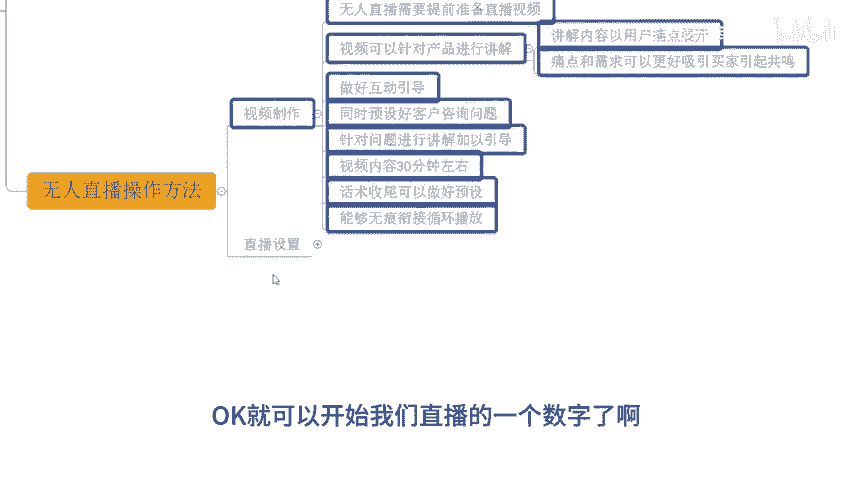 无人直播需要提前准备直播视频
视频可以针对产品进行讲解
讲解内容以用户痛点展开
痛点和需求可以更好吸引买家引起共鸣
做好互动引导
视频制作
同时预设好客户咨询问题
针对问题进行讲解加以引导
视频内容30分钟左右
无人直播操作方法
话术收尾可以做好预设
能够无痕衔接循环播放
直播设置
OK就可以开始我们直播的一个数字了啊